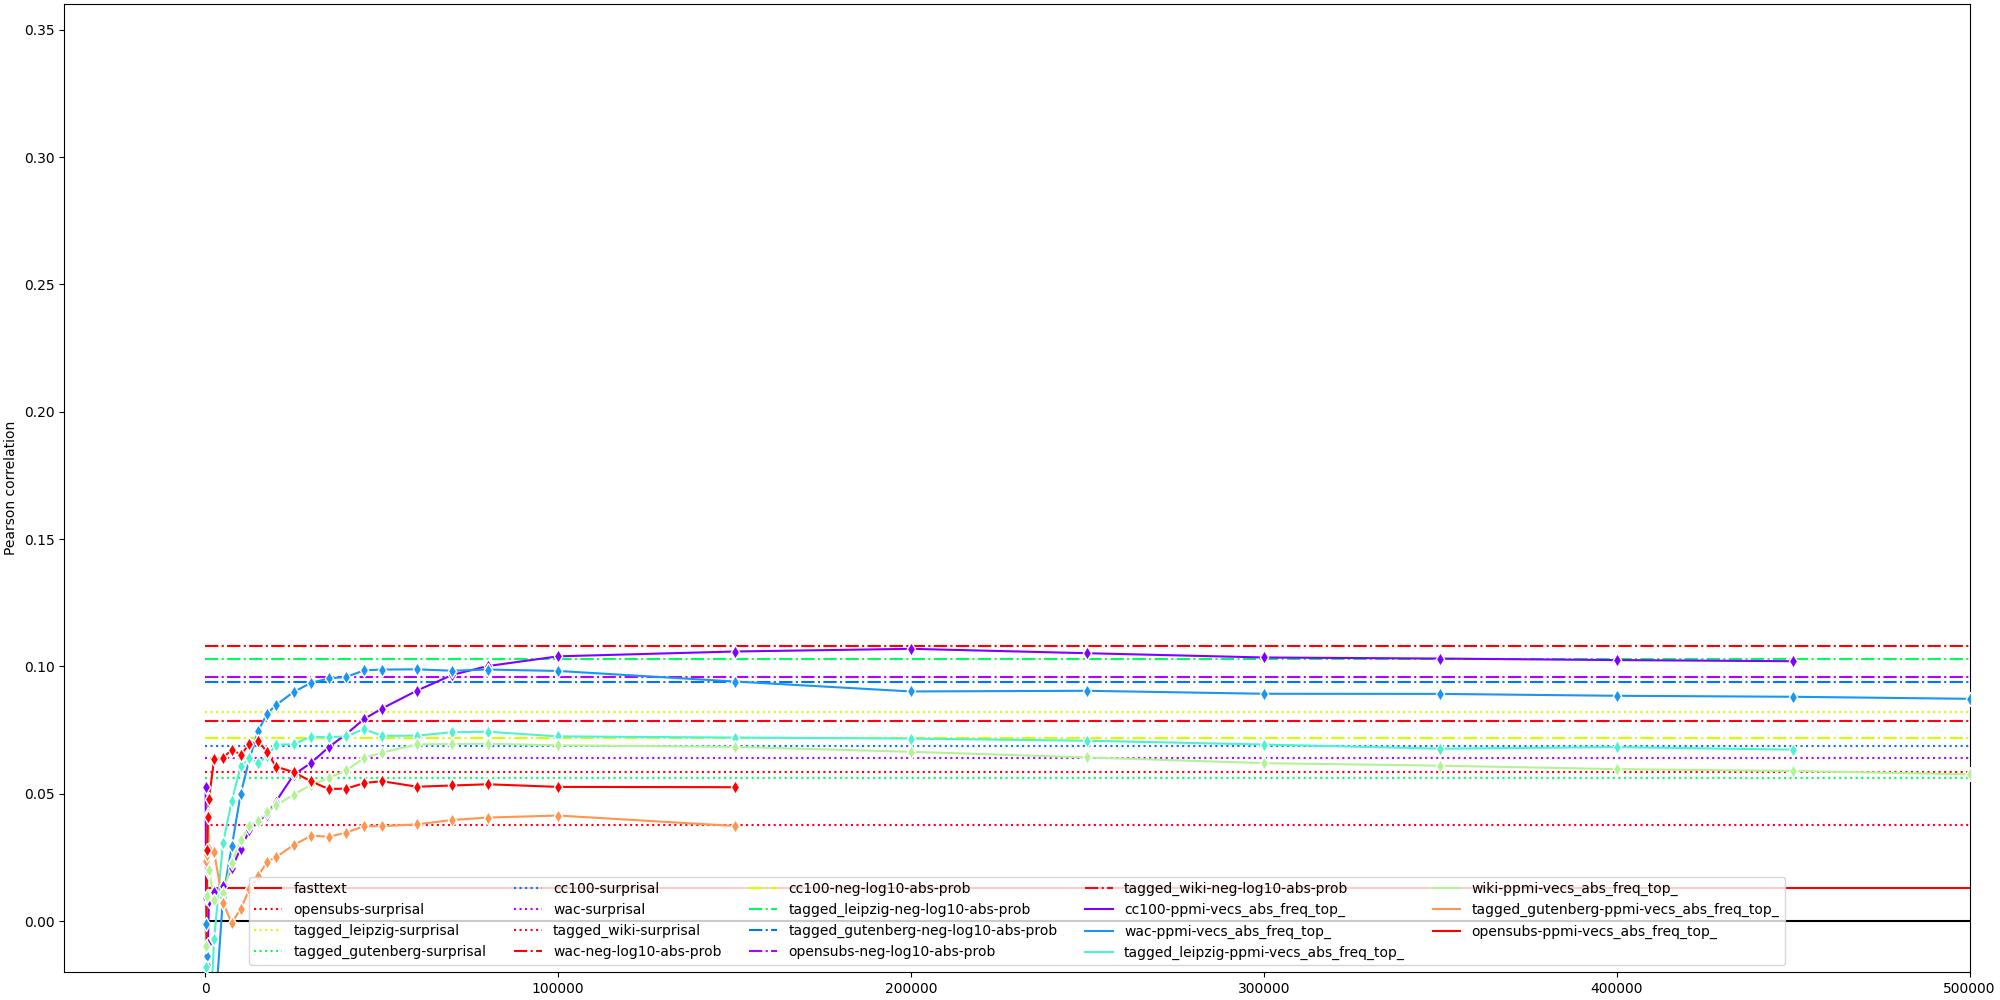 0.35
0.30
0.25
0.20
0.15
0.10
0.05
0.00
Pearson correlation
fasttext
opensubs-surprisal
tagged_leipzig-surprisal
tagged_gutenberg-surprisal
cc100-surprisal
wac-surprisal
tagged_wiki-surprisal
wac-neg-log10-abs-prob
cc100-neg-log10-abs-prob
tagged_leipzig-neg-log10-abs-prob
tagged_gutenberg-neg-log10-abs-prob
opensubs-neg-log10-abs-prob
tagged_wiki-neg-log10-abs-prob
cc100-ppmi-vecs_abs_freq_top_
wac-ppmi-vecs_abs_freq_top_
tagged_leipzig-ppmi-vecs_abs_freq_top_
wiki-ppmi-vecs_abs_freq_top_
tagged_gutenberg-ppmi-vecs_abs_freq_top_
opensubs-ppmi-vecs_abs_freq_top_
0 100000 200000 300000 400000 500000